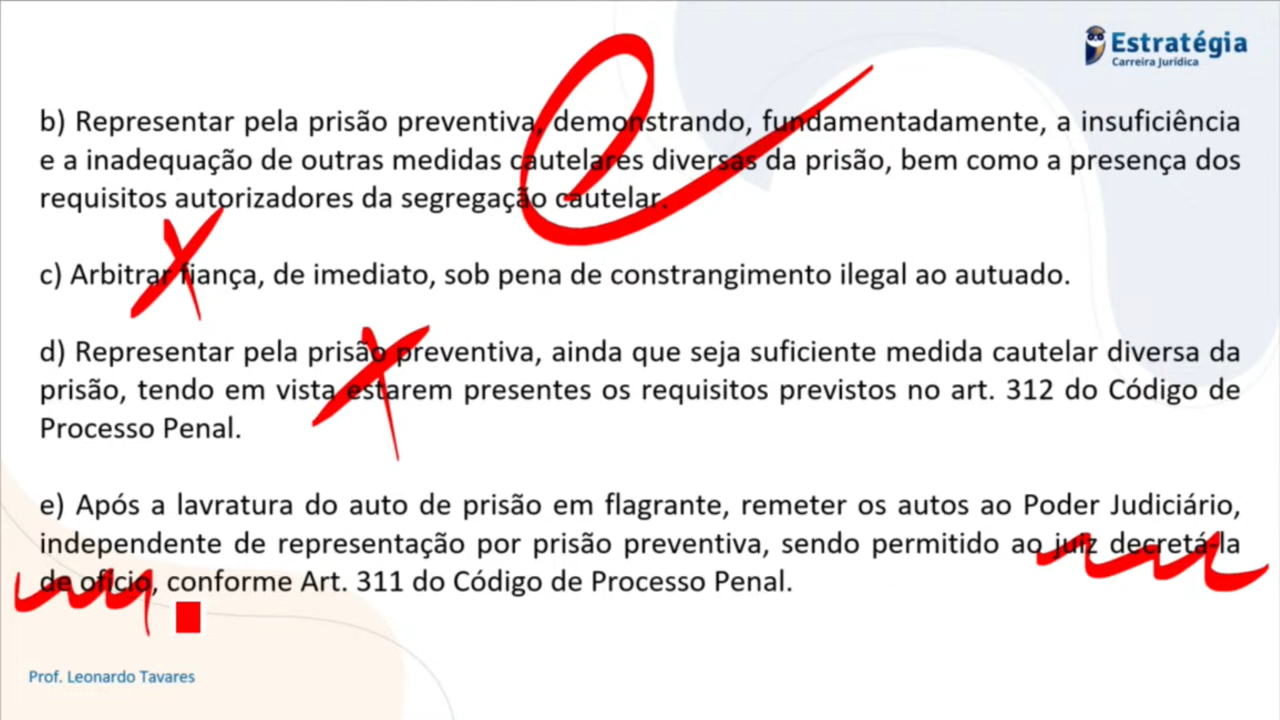 Estratégia
Carreira Jurídica
b) Representar pela prisão preventiva, demonstrando, fundamentadamente, a insuficiência
e a inadequação de outras medidas cautelares diversas da prisão, bem como a presença dos
requisitos autorizadores da segregação cautelar.
c) Arbitrar fiança, de imediato, sob pena de constrangimento ilegal ao autuado.
d) Representar pela prisão preventiva, ainda que seja suficiente medida cautelar diversa da
prisão, tendo em vista estarem presentes os requisitos previstos no art. 312 do Código de
Processo Penal.
e) Após a lavratura do auto de prisão em flagrante, remeter os autos ao Poder Judiciário,
independente de representação por prisão preventiva, sendo permitido ao juiz decretá-la
de ofício, conforme Art. 311 do Código de Processo Penal.
Prof. Leonardo Tavares